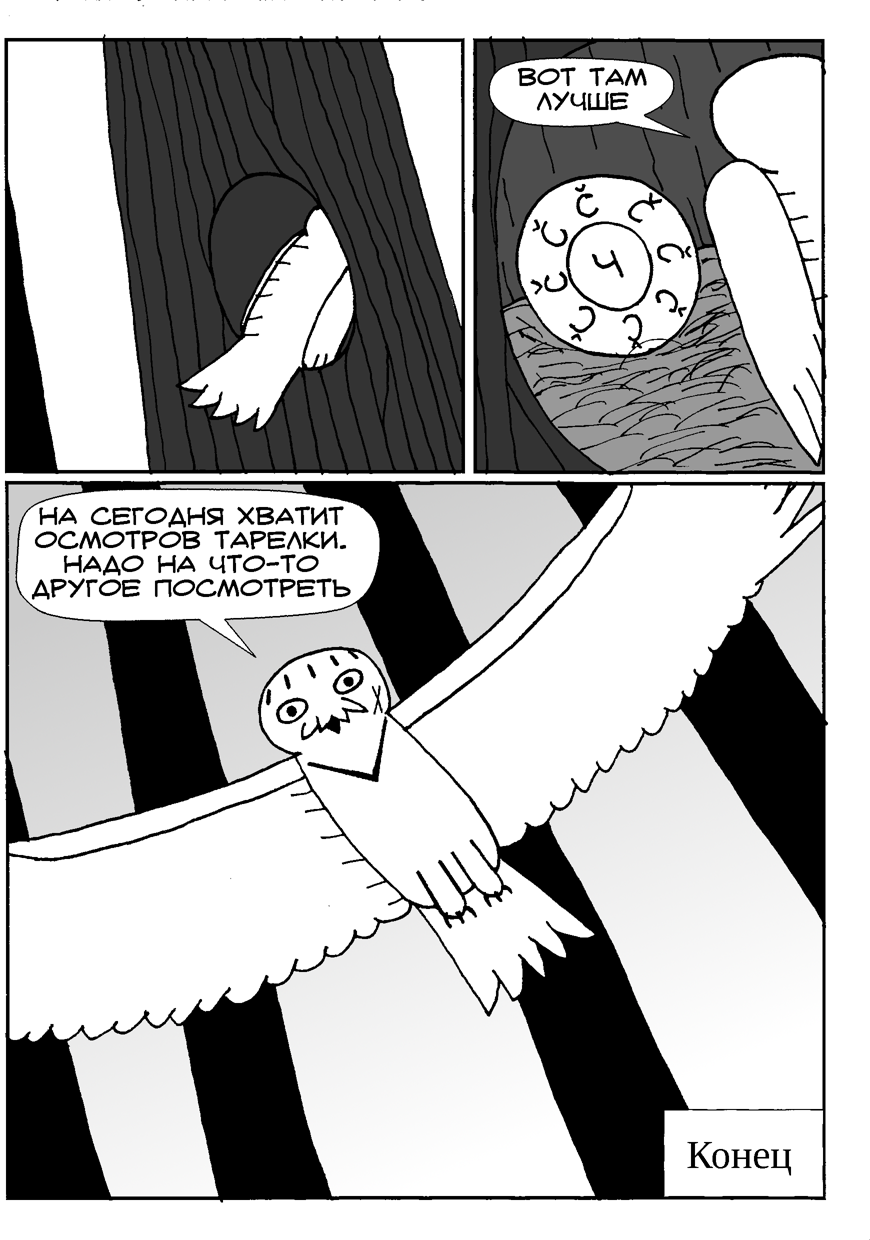 ВОТ ТАМ
ЛУЧШЕ
НА СЕГОДНЯ ХВАТИТ
ОСМОТРОВ ТАРЕЛКИ.
НАДО НА ЧТО-ТО
ДРУГОЕ ПОСМОТРЕТЬ
Конец